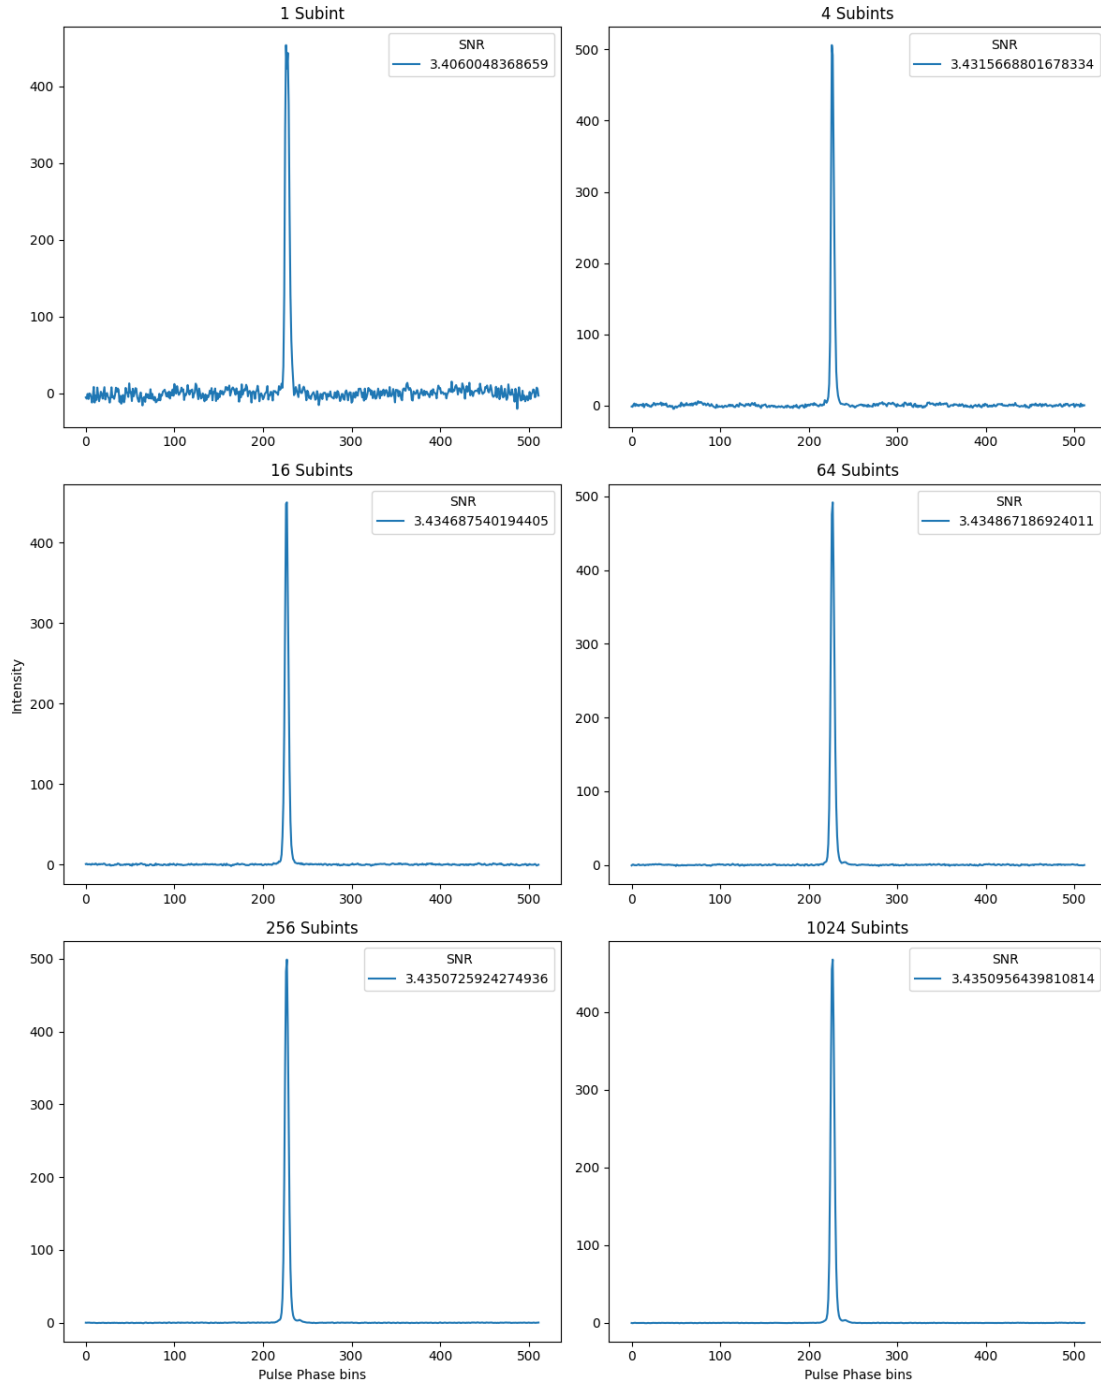 1 Subint
SNR
3.4060048368659
400
300
200
100
0
0 100 200 300 400 500
4 Subints
SNR
3.4315668801678334
500
400
300
200
100
0
0 100 200 300 400 500
16 Subints
SNR
3.434687540194405
Intensity
400
300
200
100
0
0 100 200 300 400 500
64 Subints
SNR
3.434867186924011
500
400
300
200
100
0
0 100 200 300 400 500
256 Subints
SNR
3.4350725924274936
500
400
300
200
100
0
0 100 200 300 400 500
Pulse Phase bins
1024 Subints
SNR
3.4350956439810814
400
300
200
100
0
0 100 200 300 400 500
Pulse Phase bins